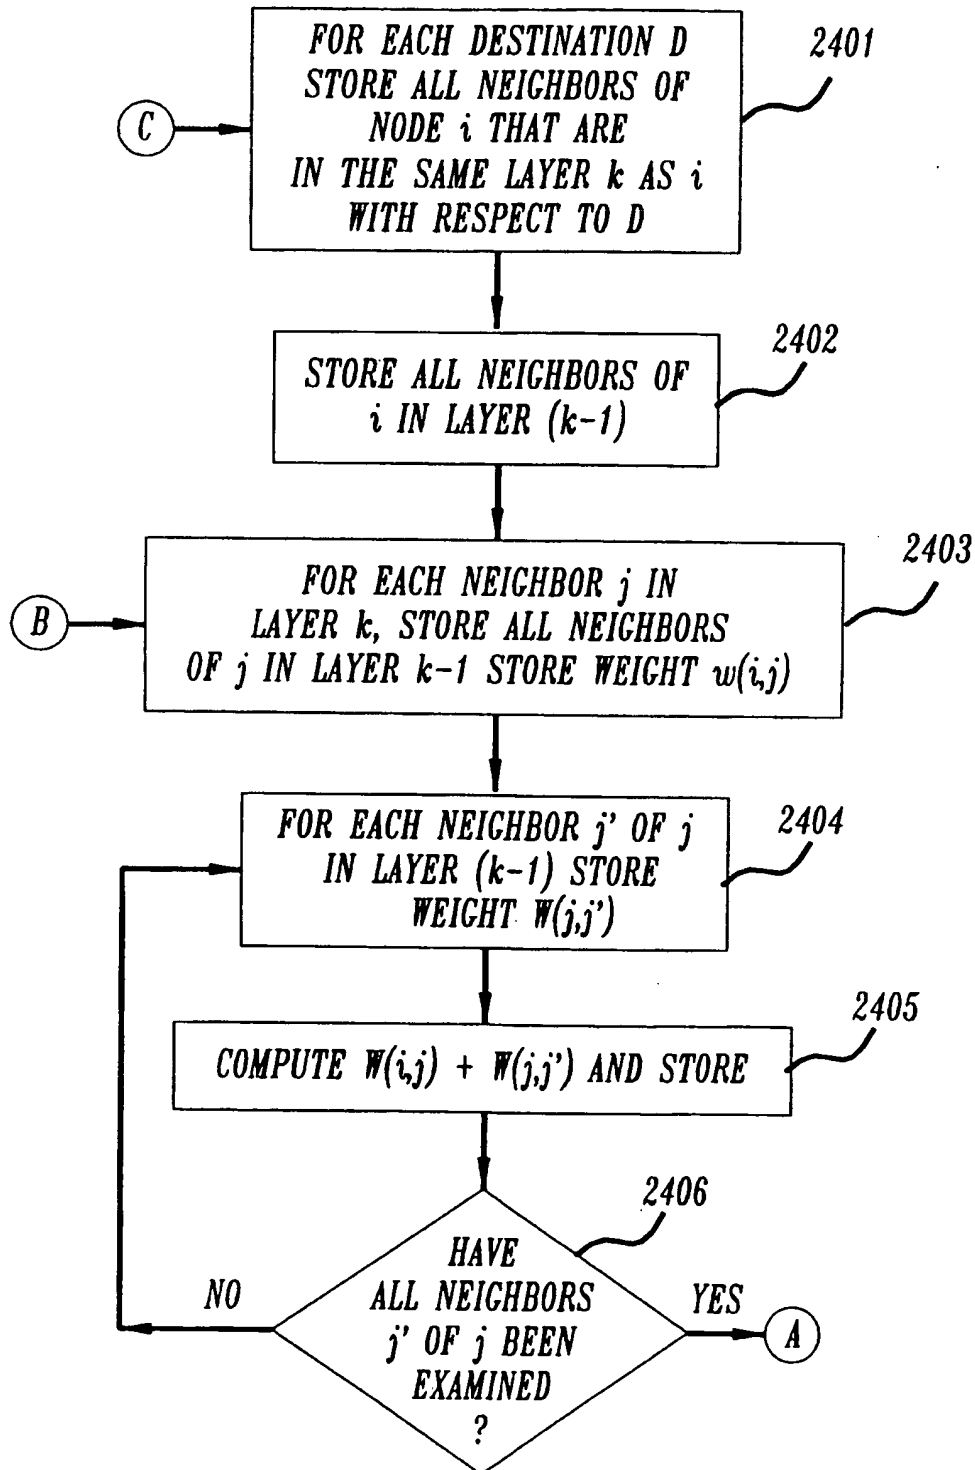 FOR EACH DESTINATION D
STORE ALL NEIGHBORS OF
NODE i THAT ARE
IN THE SAME LAYER k AS i
WITH RESPECT TO D
2401
C
STORE ALL NEIGHBORS OF
i IN LAYER (k-1)
2402
FOR EACH NEIGHBOR j IN
LAYER k, STORE ALL NEIGHBORS
OF j IN LAYER k-1 STORE WEIGHT w(i,j)
2403
B
FOR EACH NEIGHBOR j' OF j
IN LAYER (k-1) STORE
WEIGHT W(j,j')
2404
COMPUTE W(i,j) + W(j,j') AND STORE
2405
HAVE
ALL NEIGHBORS
j' OF j BEEN
EXAMINED
?
2406
NO
YES
A